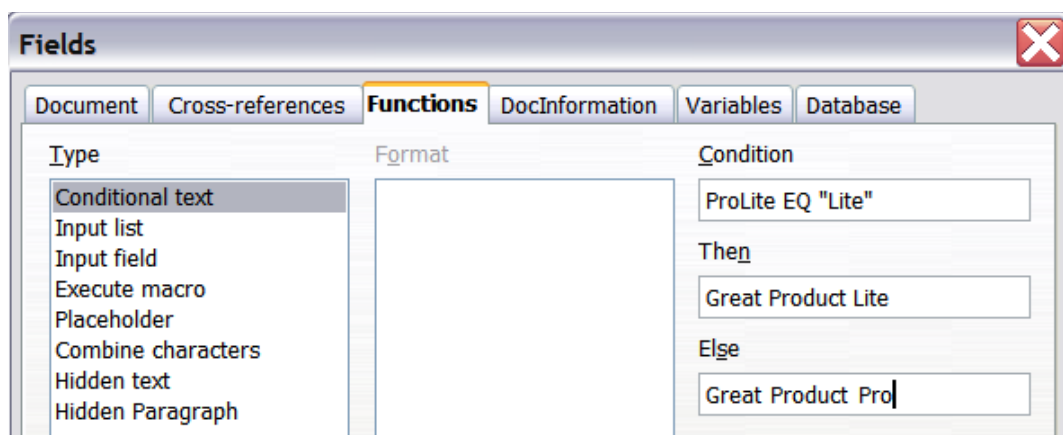 Fields
Document Cross-references Functions DocInformation Variables Database
Type
Conditional text
Input list
Input field
Execute macro
Placeholder
Combine characters
Hidden text
Hidden Paragraph
Format
Condition
ProLite EQ "Lite"
Then
Great Product Lite
Else
Great Product Pro